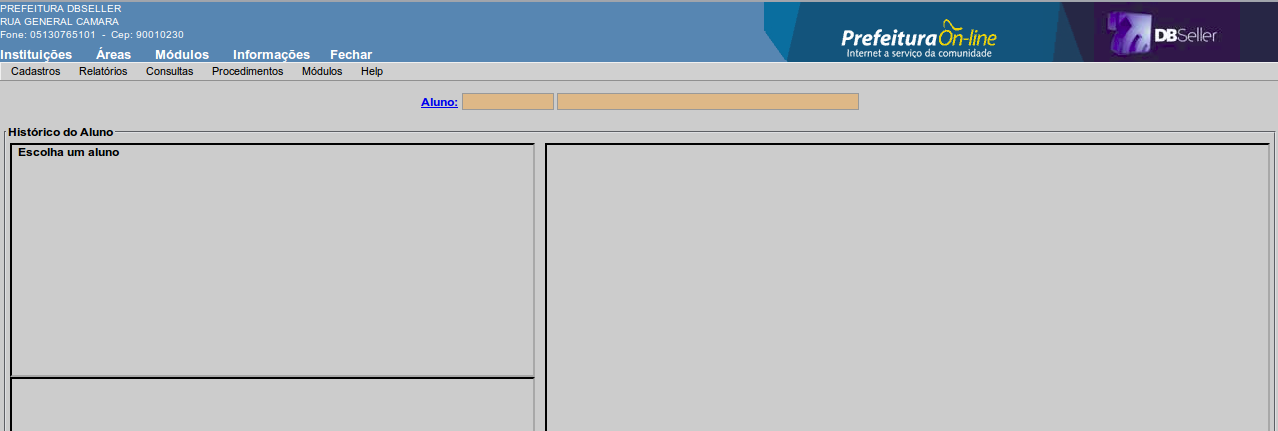 PREFEITURA DBSELLER
RUA GENERAL CAMARA
Fone: 05130765101 - Cep: 90010230
Instituições Áreas Módulos Informações Fechar
PrefeituraOn-line
Internet a serviço da comunidade
DBSeller
Cadastros Relatórios Consultas Procedimentos Módulos Help
Aluno:
Histórico do Aluno
Escolha um aluno